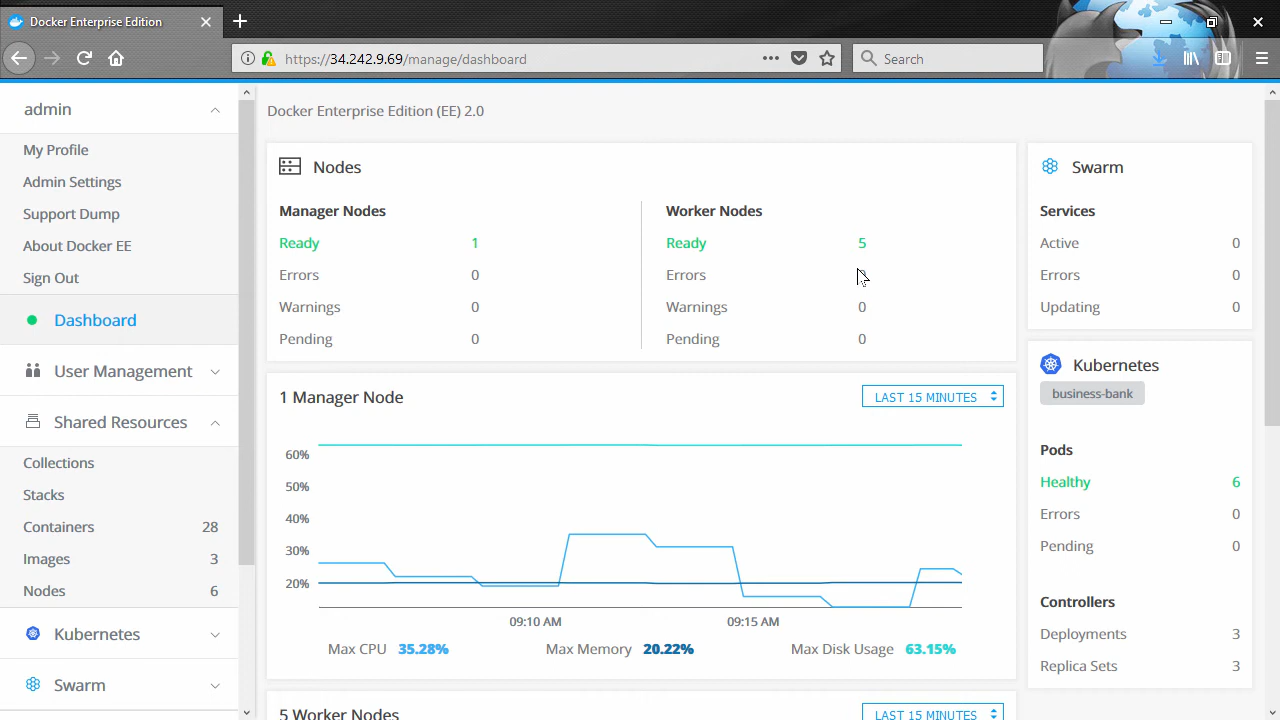 Docker Enterprise Edition
https://34.242.9.69/manage/dashboard
Search
admin
My Profile
Admin Settings
Support Dump
About Docker EE
Sign Out
Dashboard
User Management
Shared Resources
Collections
Stacks
Containers 28
Images 3
Nodes 6
Kubernetes
Swarm
Docker Enterprise Edition (EE) 2.0
Nodes
Manager Nodes
Ready 1
Errors 0
Warnings 0
Pending 0
Worker Nodes
Ready 5
Errors
Warnings 0
Pending 0
1 Manager Node
LAST 15 MINUTES
60%
50%
40%
30%
20%
09:10 AM 09:15 AM
Max CPU 35.28% Max Memory 20.22% Max Disk Usage 63.15%
5 Worker Nodes
LAST 15 MINUTES
Swarm
Services
Active 0
Errors 0
Updating 0
Kubernetes
business-bank
Pods
Healthy 6
Errors 0
Pending 0
Controllers
Deployments 3
Replica Sets 3